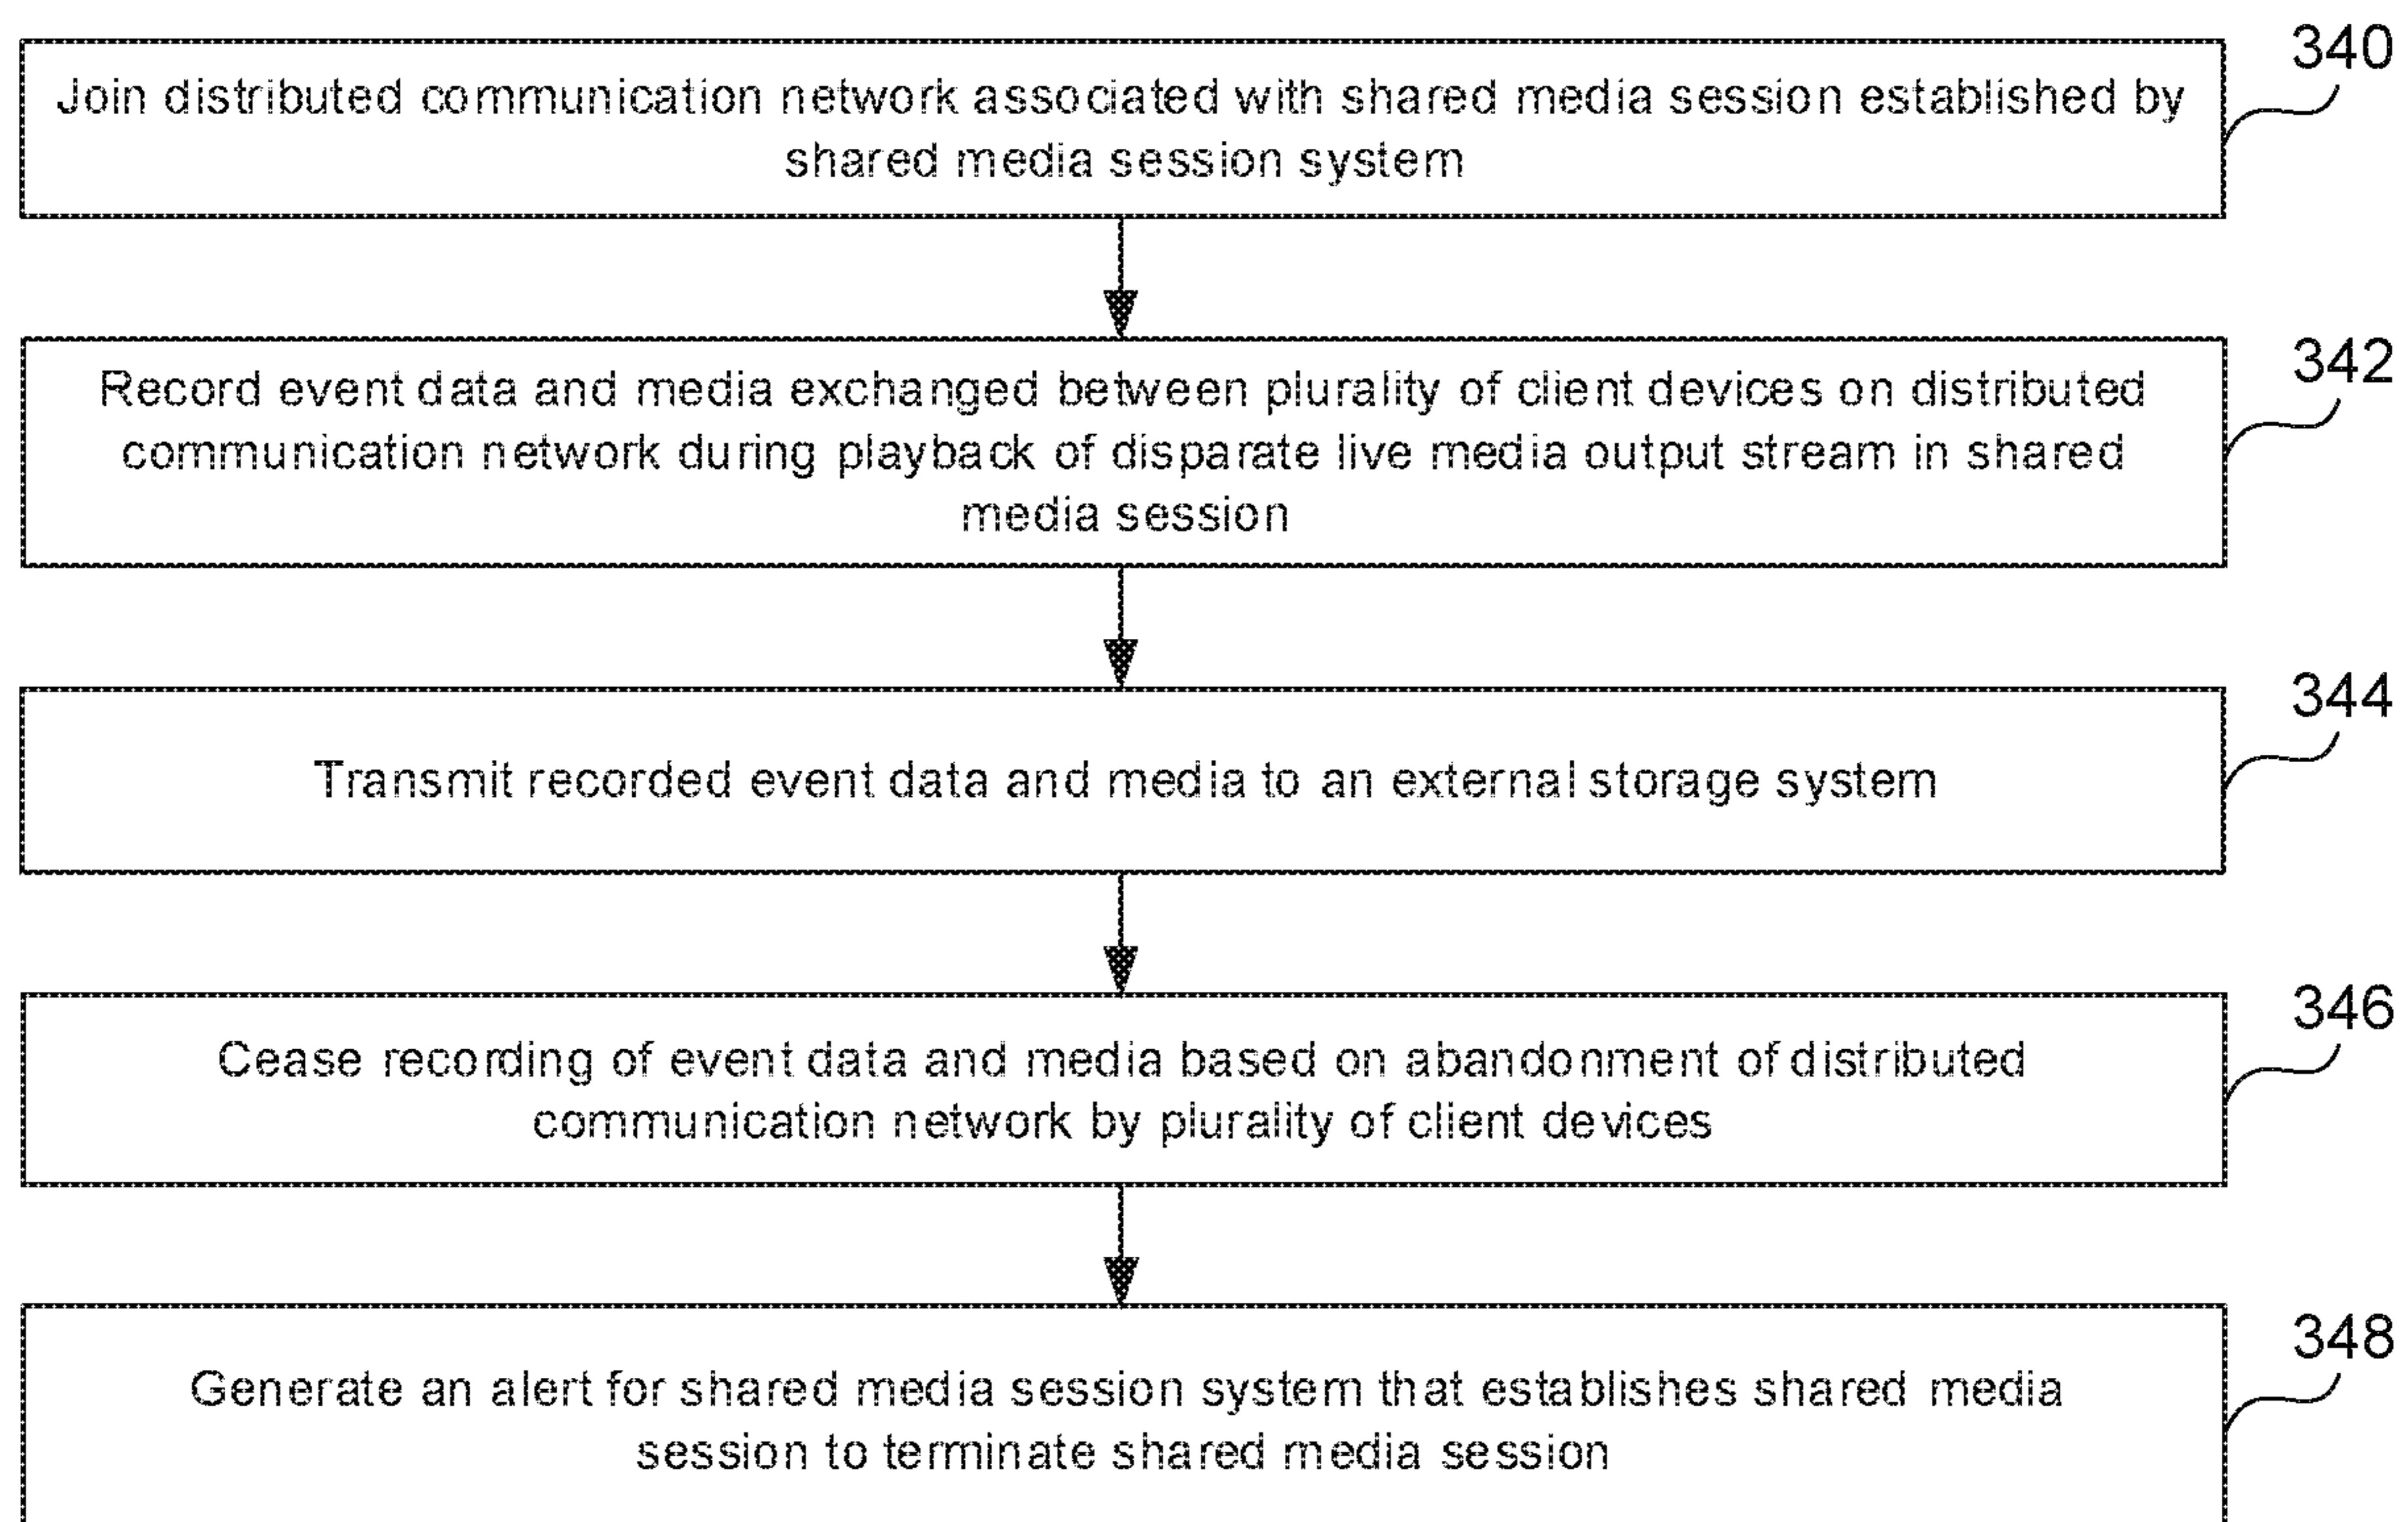 340
Join distributed communication network associated with shared media session established by
shared media session system
342
Record event data and media exchanged between plurality of client devices on distributed
communication network during playback of disparate live media output stream in shared
media session
344
Transmit recorded event data and media to an external storage system
346
Cease recording of event data and media based on abandonment of distributed
communication network by plurality of client devices
348
Generate an alert for shared media session system that establishes shared media
session to terminate shared media session